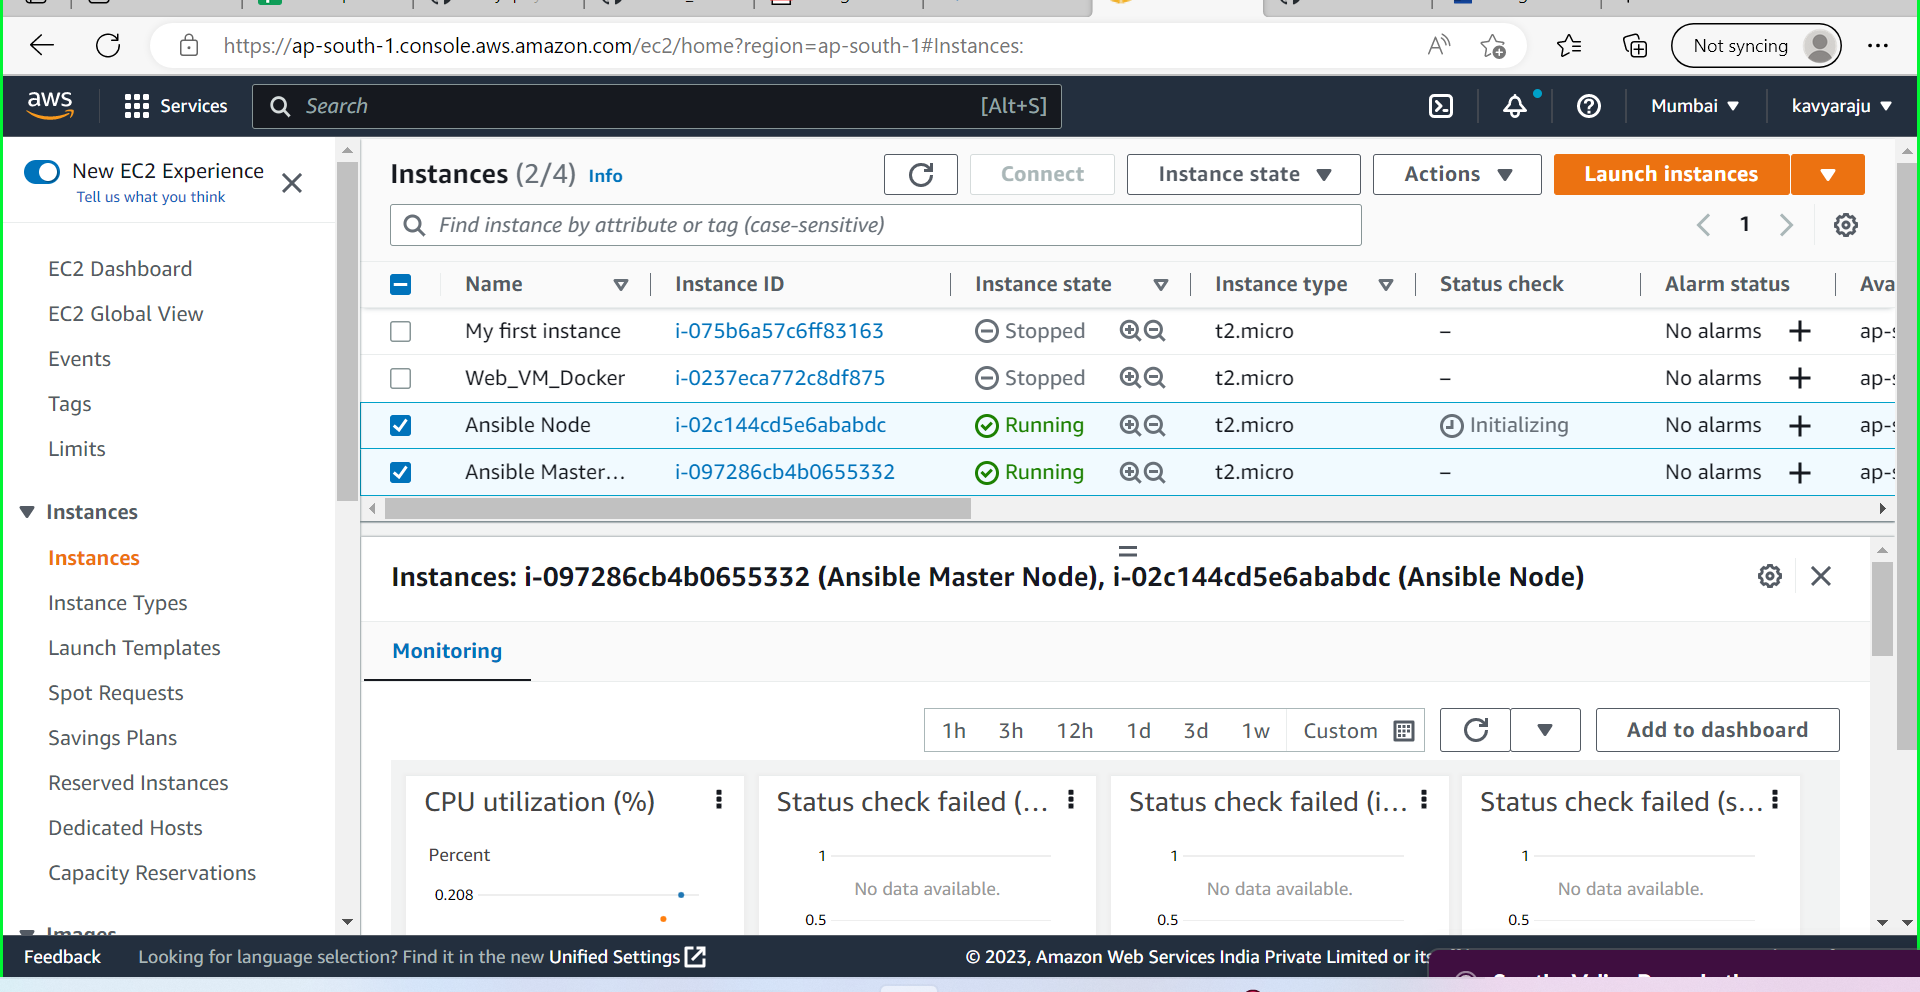 https://ap-south-1.console.aws.amazon.com/ec2/home?region=ap-south-1#Instances:
Not syncing
aws
Services
Search
[Alt+S]
Mumbai
kavyaraju
New EC2 Experience
Tell us what you think
EC2 Dashboard
EC2 Global View
Events
Tags
Limits
Instances
Instances
Instance Types
Launch Templates
Spot Requests
Savings Plans
Reserved Instances
Dedicated Hosts
Capacity Reservations
Images
Instances (2/4) Info
Connect
Instance state
Actions
Launch instances
Find instance by attribute or tag (case-sensitive)
1
Name Instance ID Instance state Instance type Status check Alarm status Ava
My first instance i-075b6a57c6ff83163 Stopped t2.micro – No alarms + ap-s
Web_VM_Docker i-0237eca772c8df875 Stopped t2.micro – No alarms + ap-s
Ansible Node i-02c144cd5e6ababdc Running t2.micro Initializing No alarms + ap-s
Ansible Master... i-097286cb4b0655332 Running t2.micro – No alarms + ap-s
Instances: i-097286cb4b0655332 (Ansible Master Node), i-02c144cd5e6ababdc (Ansible Node)
Monitoring
1h 3h 12h 1d 3d 1w Custom
Add to dashboard
CPU utilization (%)
Percent
0.208
Status check failed (...
1
No data available.
0.5
Status check failed (i...
1
No data available.
0.5
Status check failed (s...
1
No data available.
0.5
Feedback
Looking for language selection? Find it in the new Unified Settings
© 2023, Amazon Web Services India Private Limited or its